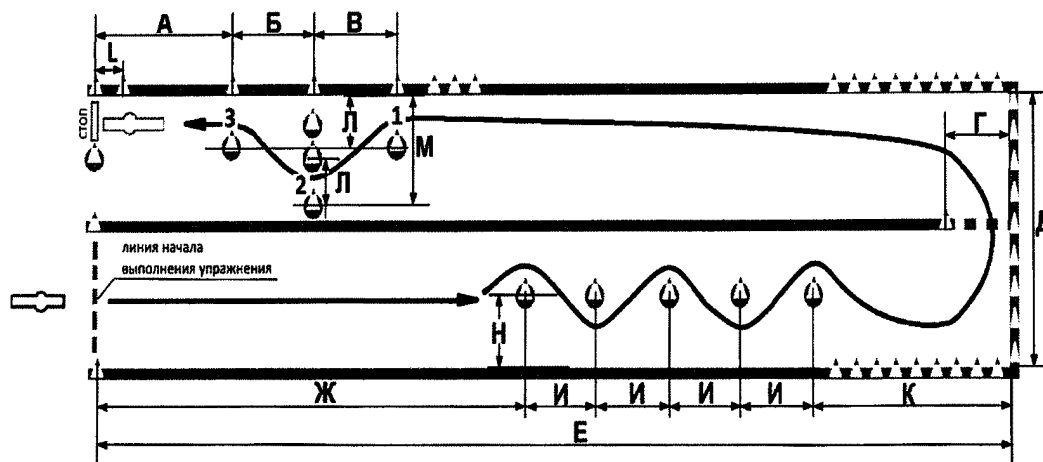 А Б В
L
СТОП
3
1
Л
М
Г
2
Л
Д
линия начала
выполнения упражнения
Н
Ж И И И И К
Е